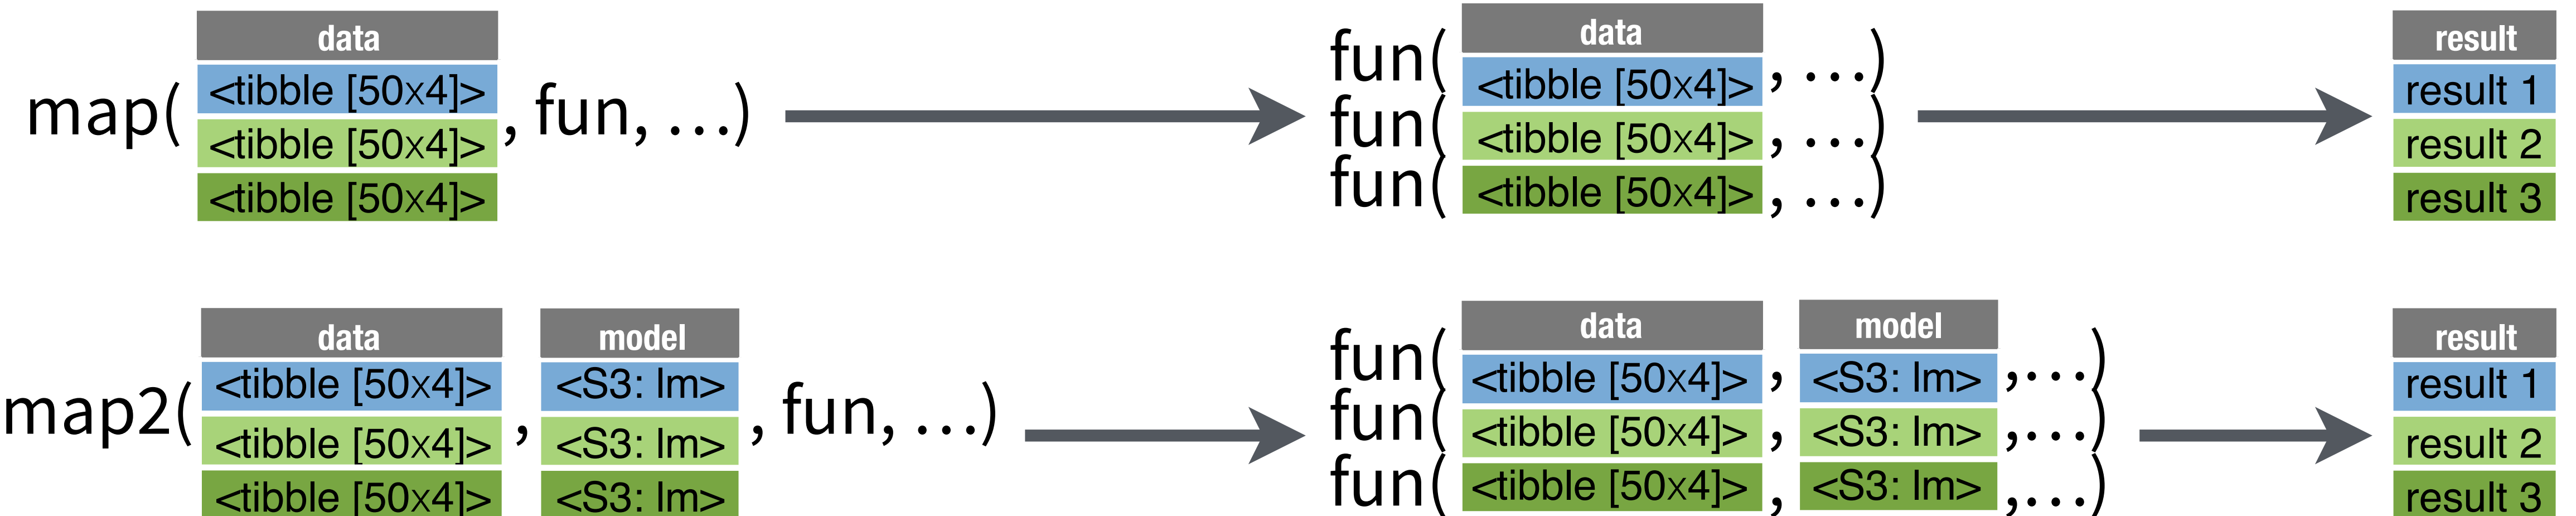 data
<tibble [50x4]>
<tibble [50x4]>
<tibble [50x4]>
map( , fun, …)
data
fun( <tibble [50x4]> , …)
fun( <tibble [50x4]> , …)
fun( <tibble [50x4]> , …)
result
result 1
result 2
result 3
data model
<tibble [50x4]> <S3: lm>
<tibble [50x4]> , <S3: lm>
<tibble [50x4]> <S3: lm>
map2( , fun, …)
data model
fun( <tibble [50x4]> , <S3: lm> ,…)
fun( <tibble [50x4]> , <S3: lm> ,…)
fun( <tibble [50x4]> , <S3: lm> ,…)
result
result 1
result 2
result 3